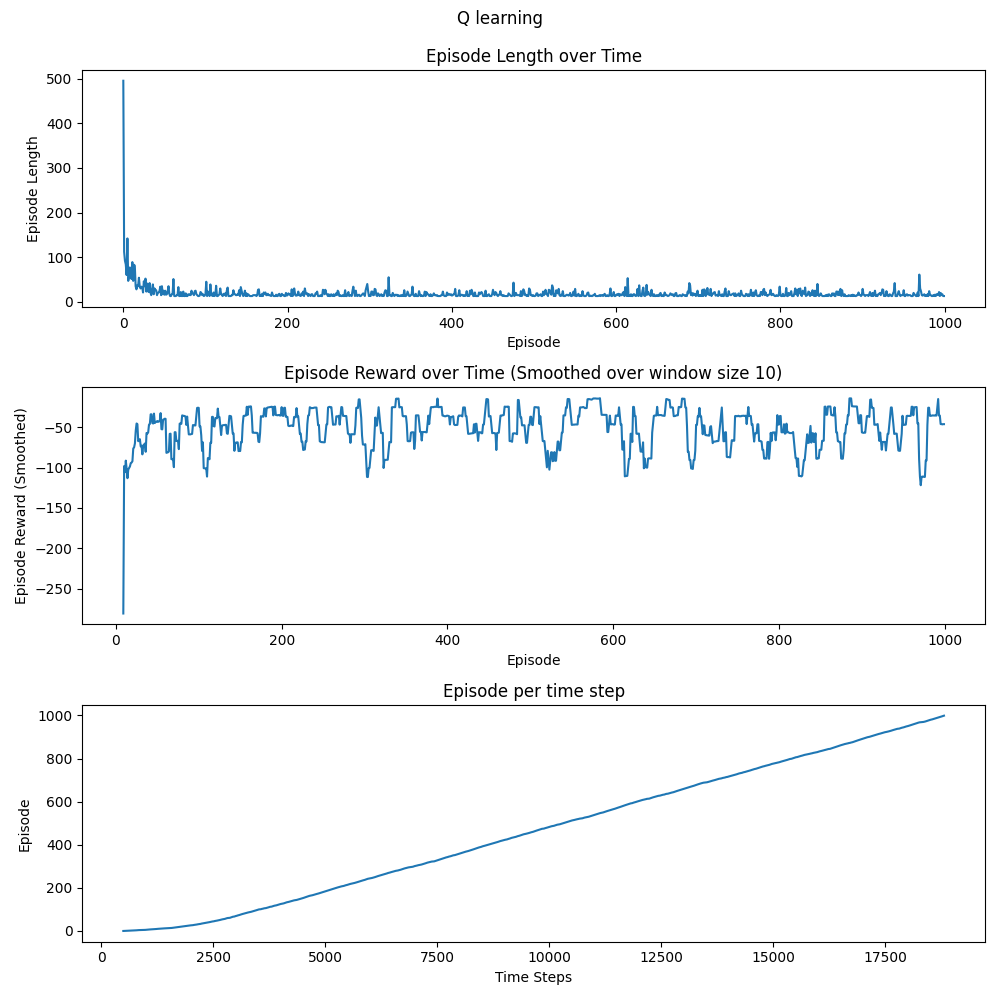 Q learning
Episode Length over Time
500
400
300
200
100
0
Episode Length
0 200 400 600 800 1000
Episode
Episode Reward over Time (Smoothed over window size 10)
−50
−100
−150
−200
−250
Episode Reward (Smoothed)
0 200 400 600 800 1000
Episode
Episode per time step
1000
800
600
400
200
0
Episode
0 2500 5000 7500 10000 12500 15000 17500
Time Steps